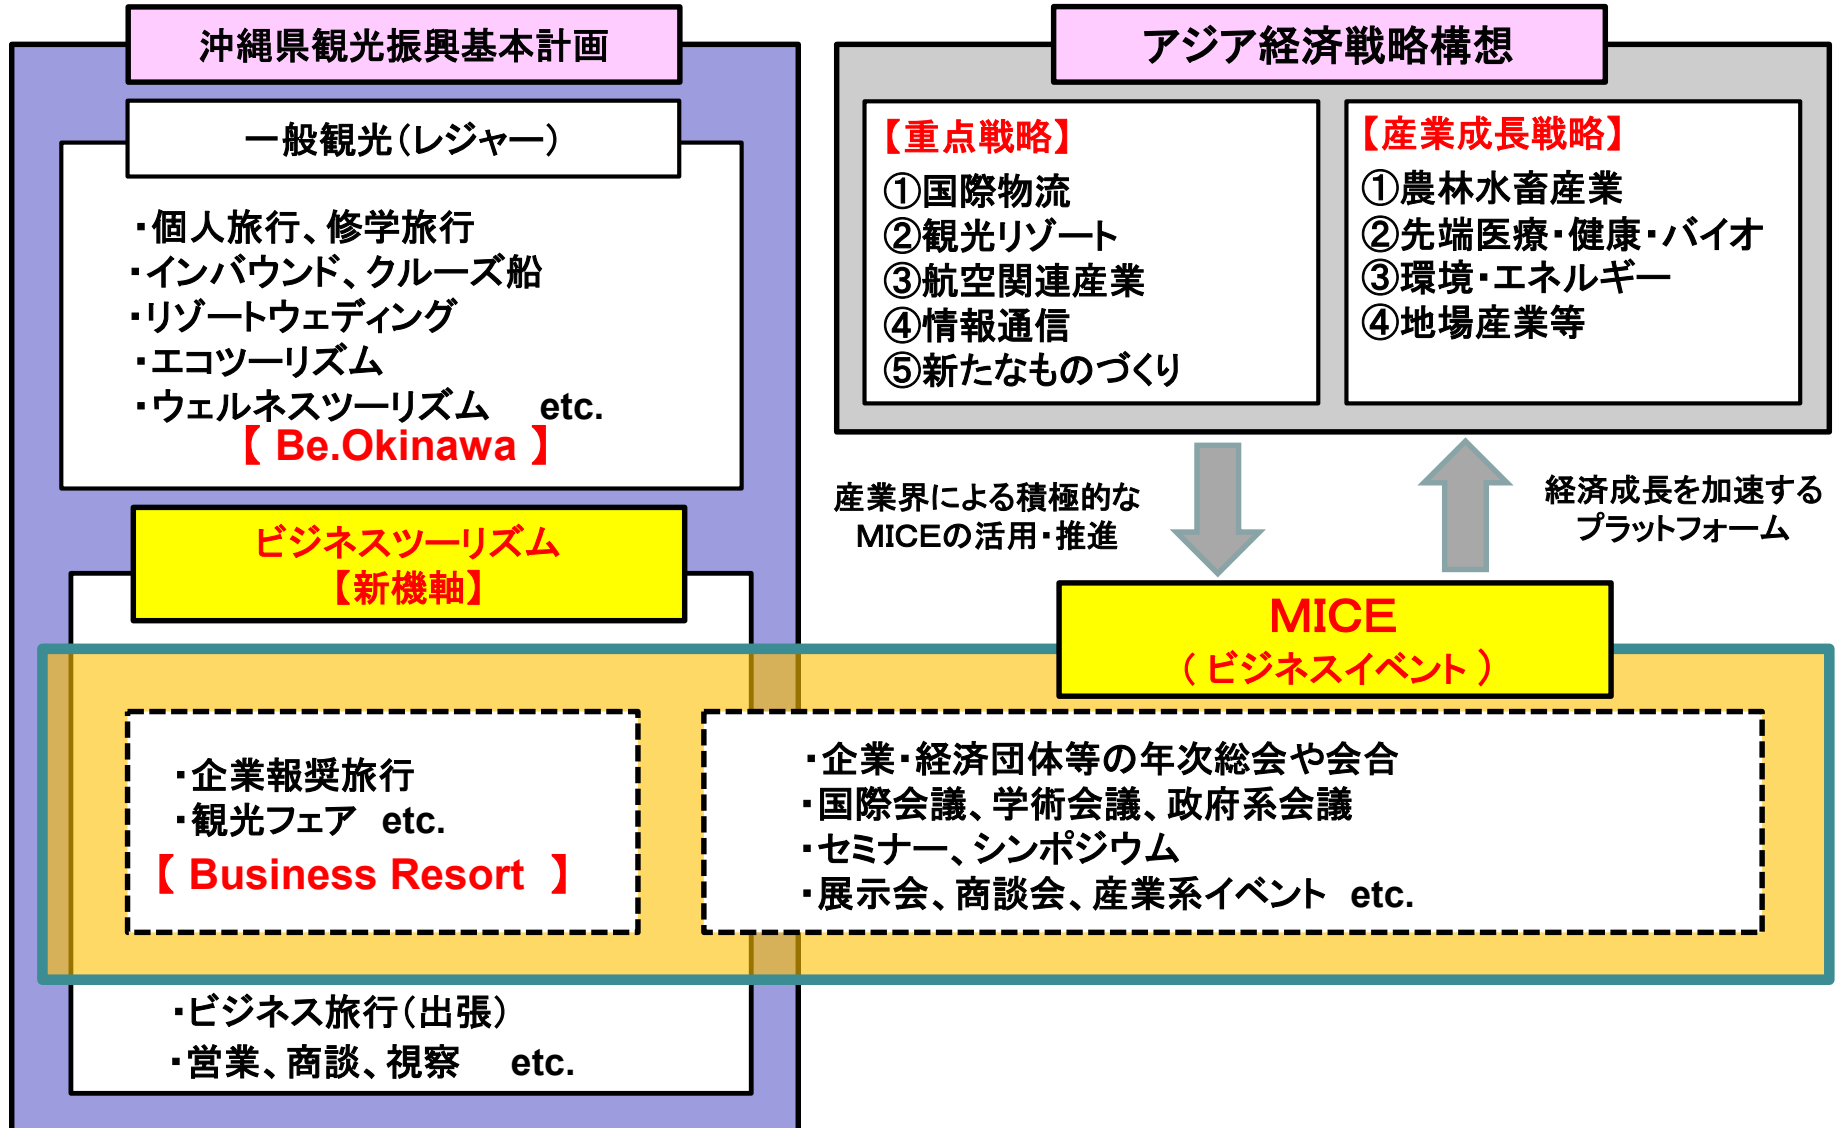 沖縄県観光振興基本計画
一般観光（レジャー）
・個人旅行、修学旅行
・インバウンド、クルーズ船
・リゾートウェディング
・エコツーリズム
・ウェルネスツーリズム　etc.
【 Be.Okinawa 】
ビジネスツーリズム
【新機軸】
・企業報奨旅行
・観光フェア　etc.
【 Business Resort 】
・ビジネス旅行（出張）
・営業、商談、視察　etc.
アジア経済戦略構想
【重点戦略】
①国際物流
②観光リゾート
③航空関連産業
④情報通信
⑤新たなものづくり
【産業成長戦略】
①農林水畜産業
②先端医療・健康・バイオ
③環境・エネルギー
④地場産業等
産業界による積極的な
ＭＩＣＥの活用・推進
経済成長を加速する
プラットフォーム
ＭＩＣＥ
（ビジネスイベント）
・企業・経済団体等の年次総会や会合
・国際会議、学術会議、政府系会議
・セミナー、シンポジウム
・展示会、商談会、産業系イベント　etc.